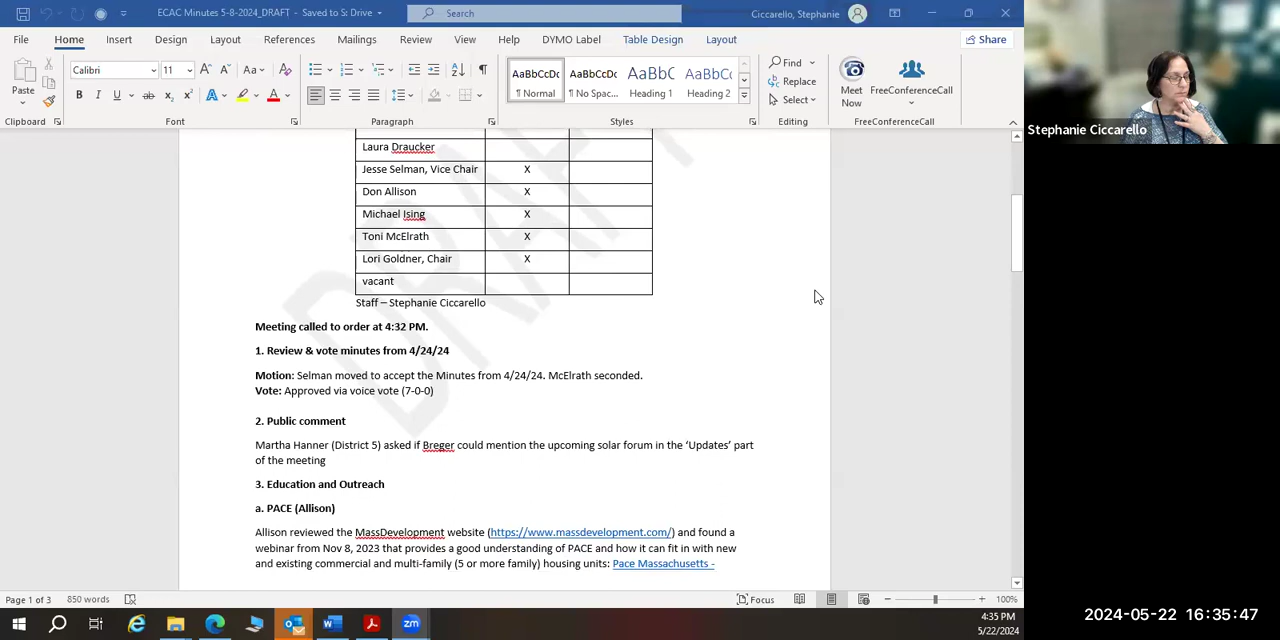 ECAC Minutes 5-8-2024_DRAFT - Saved to S: Drive
Search
Ciccarello, Stephanie
File Home Insert Design Layout References Mailings Review View Help DYMO Label Table Design Layout Share
Paste
Calibri 11
Aa
Find
Replace
Select
AaBbCcDc AaBbCcDc AaBbC AaBbCc
¶ Normal ¶ No Spac... Heading 1 Heading 2
Meet Now
FreeConferenceCall
Clipboard Font Paragraph Styles Editing FreeConferenceCall
Stephanie Ciccarello
DRAFT
Laura Draucker
Jesse Selman, Vice Chair X
Don Allison X
Michael Ising X
Toni McElrath X
Lori Goldner, Chair X
vacant
Staff – Stephanie Ciccarello
Meeting called to order at 4:32 PM.
1. Review & vote minutes from 4/24/24
Motion: Selman moved to accept the Minutes from 4/24/24. McElrath seconded.
Vote: Approved via voice vote (7-0-0)
2. Public comment
Martha Hanner (District 5) asked if Breger could mention the upcoming solar forum in the ‘Updates’ part
of the meeting
3. Education and Outreach
a. PACE (Allison)
Allison reviewed the MassDevelopment website (https://www.massdevelopment.com/) and found a
webinar from Nov 8, 2023 that provides a good understanding of PACE and how it can fit in with new
and existing commercial and multi-family (5 or more family) housing units: Pace Massachusetts -
Page 1 of 3 850 words Focus 100%
4:35 PM
5/22/2024
2024-05-22 16:35:47